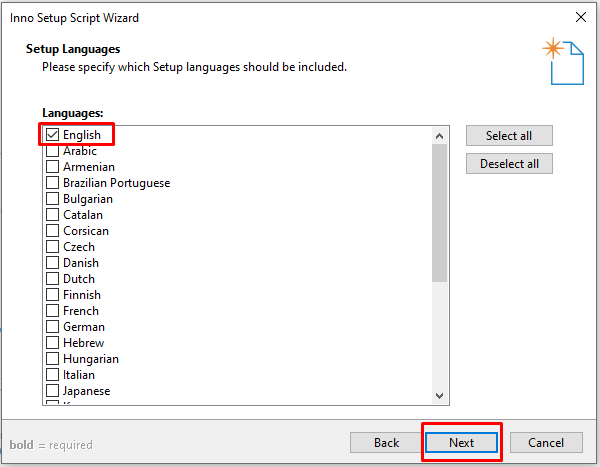 Inno Setup Script Wizard
Setup Languages
Please specify which Setup languages should be included.
Languages:
English
Arabic
Armenian
Brazilian Portuguese
Bulgarian
Catalan
Corsican
Czech
Danish
Dutch
Finnish
French
German
Hebrew
Hungarian
Italian
Japanese
Select all
Deselect all
bold = required
Back
Next
Cancel